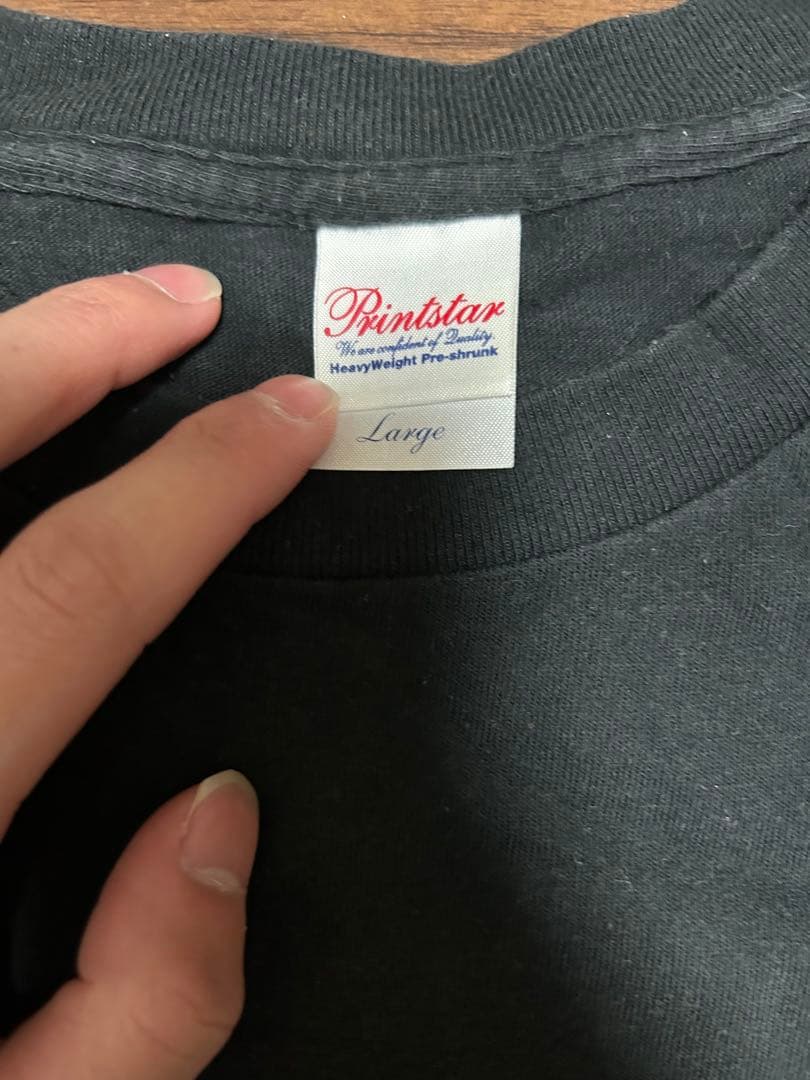 Printstar
We are confident of Quality.
HeavyWeight Pre-shrunk
Large